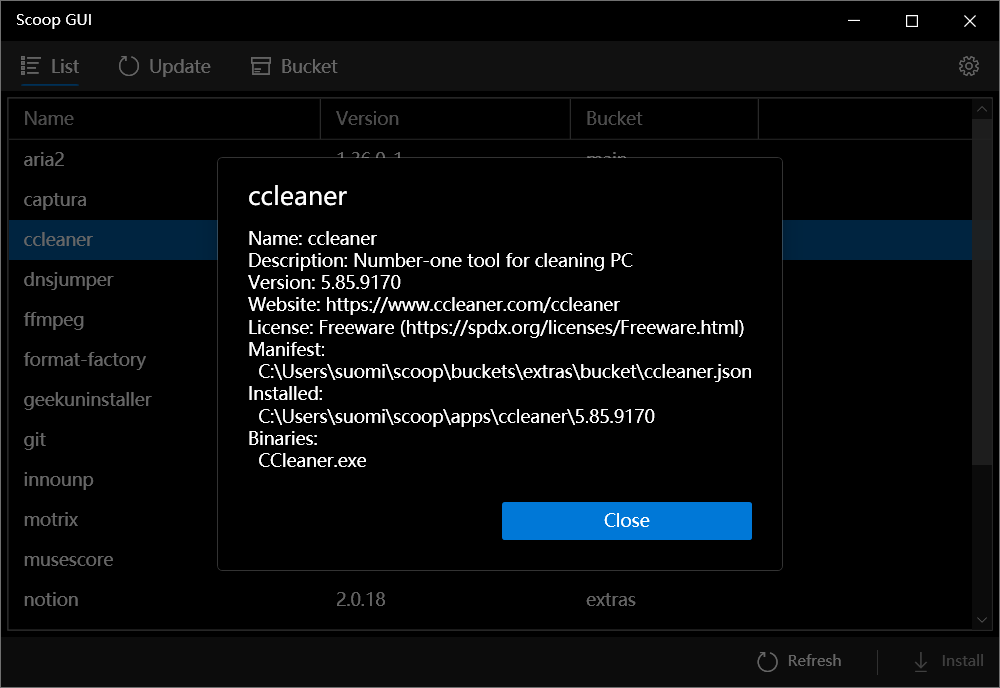 Scoop GUI
List Update Bucket
Name Version Bucket
aria2 1.36.0-1 main
captura
ccleaner
dnsjumper
ffmpeg
format-factory
geekuninstaller
git
innounp
motrix
musescore
notion 2.0.18 extras
ccleaner
Name: ccleaner
Description: Number-one tool for cleaning PC
Version: 5.85.9170
Website: https://www.ccleaner.com/ccleaner
License: Freeware (https://spdx.org/licenses/Freeware.html)
Manifest:
C:\Users\suomi\scoop\buckets\extras\bucket\ccleaner.json
Installed:
C:\Users\suomi\scoop\apps\ccleaner\5.85.9170
Binaries:
CCleaner.exe
Close
Refresh Install